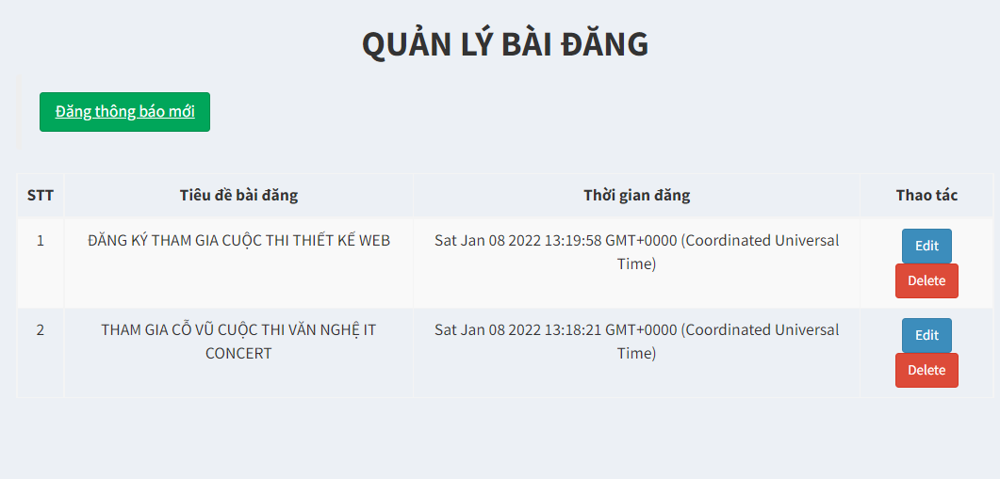 QUẢN LÝ BÀI ĐĂNG
Đăng thông báo mới
STT Tiêu đề bài đăng Thời gian đăng Thao tác
1 ĐĂNG KÝ THAM GIA CUỘC THI THIẾT KẾ WEB Sat Jan 08 2022 13:19:58 GMT+0000 (Coordinated Universal
Time)
Edit
Delete
2 THAM GIA CỖ VŨ CUỘC THI VĂN NGHỆ IT
CONCERT
Sat Jan 08 2022 13:18:21 GMT+0000 (Coordinated Universal
Time)
Edit
Delete